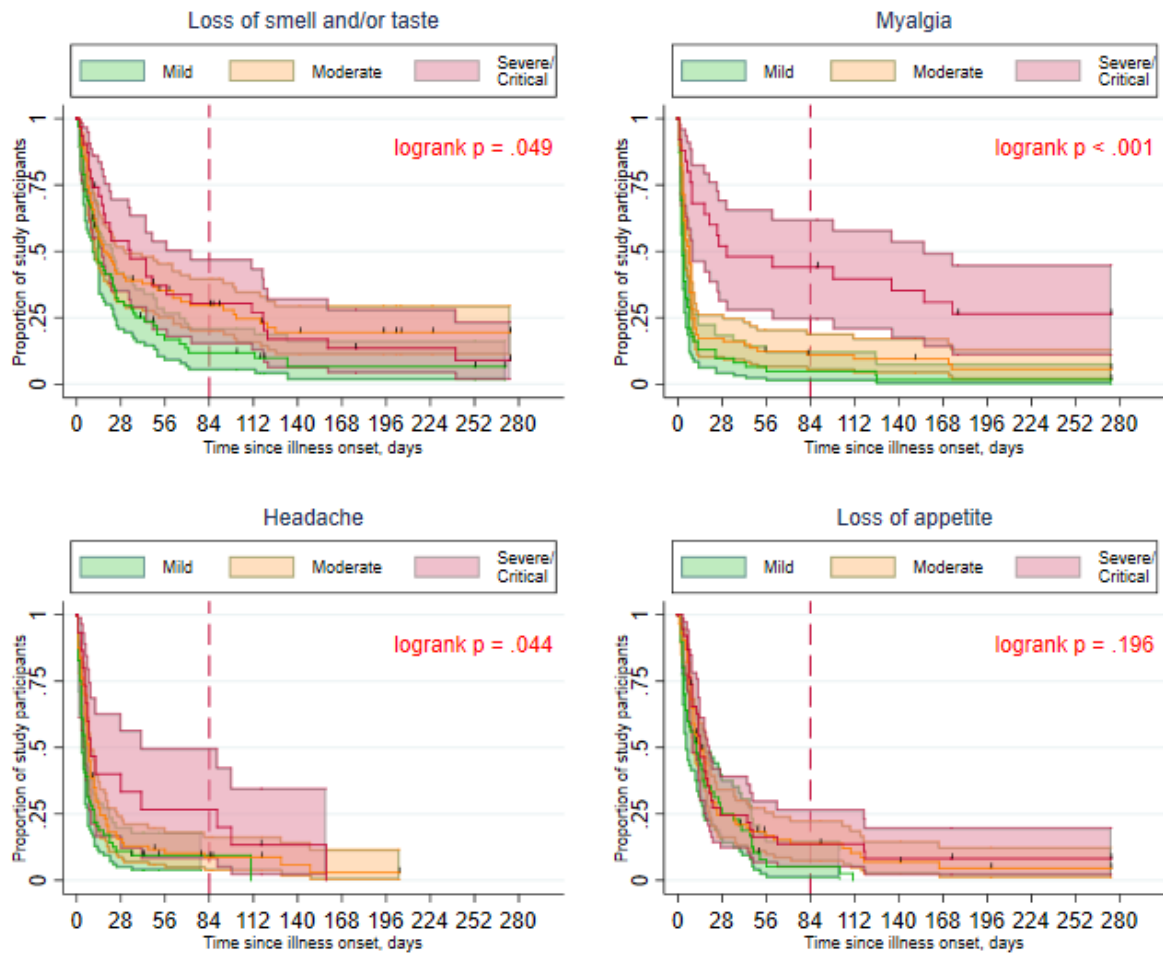 Loss of smell and/or taste
Mild Moderate Severe/
Critical
logrank p = .049
Proportion of study participants
1
.75
.5
.25
0
0 28 56 84 112 140 168 196 224 252 280
Time since illness onset, days
Myalgia
Mild Moderate Severe/
Critical
logrank p < .001
Proportion of study participants
1
.75
.5
.25
0
0 28 56 84 112 140 168 196 224 252 280
Time since illness onset, days
Headache
Mild Moderate Severe/
Critical
logrank p = .044
Proportion of study participants
1
.75
.5
.25
0
0 28 56 84 112 140 168 196 224 252 280
Time since illness onset, days
Loss of appetite
Mild Moderate Severe/
Critical
logrank p = .196
Proportion of study participants
1
.75
.5
.25
0
0 28 56 84 112 140 168 196 224 252 280
Time since illness onset, days